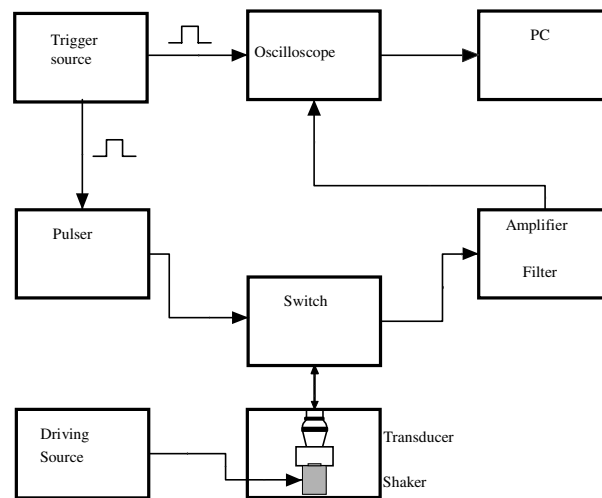 Trigger
source
Oscilloscope
PC
Pulser
Switch
Amplifier
Filter
Driving
Source
Transducer
Shaker